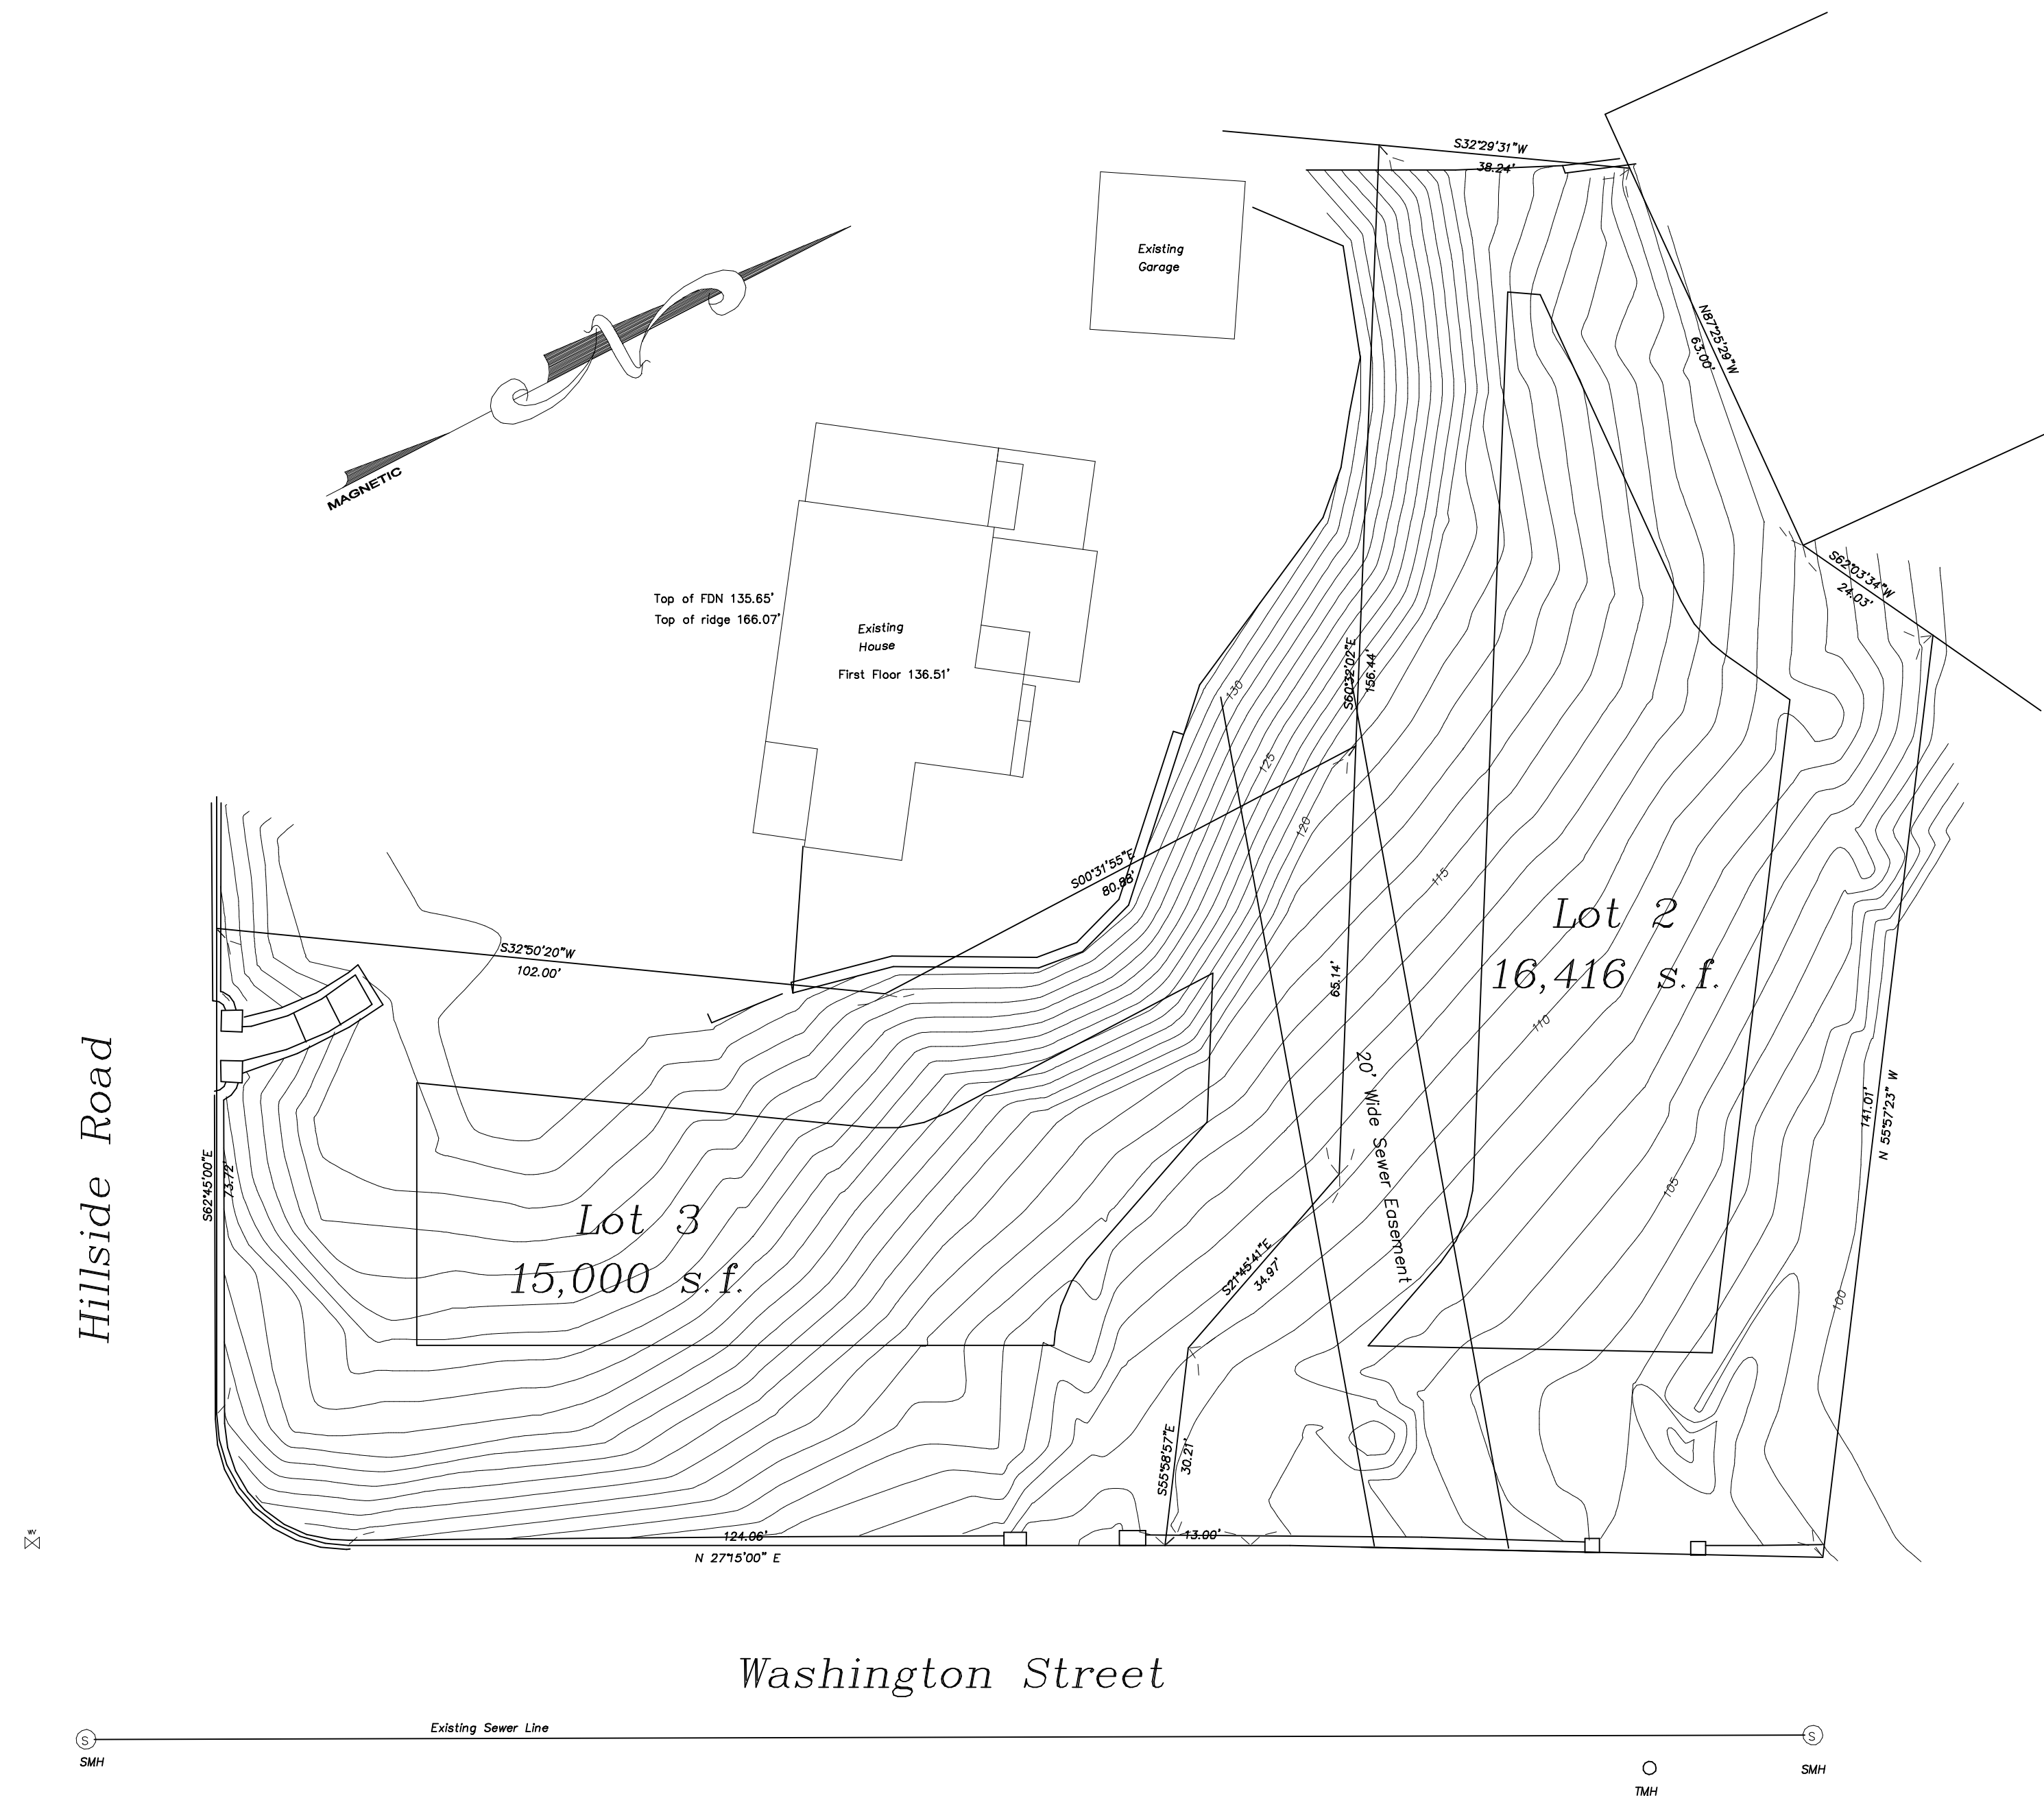 S32°29'31"W
38.24'
Existing
Garage
N87°25'29"W
63.00'
MAGNETIC
S62°03'34"W
24.03'
Top of FDN 135.65'
Top of ridge 166.07'
Existing
House
First Floor 136.51'
S60°32'02"E
156.44'
130
125
120
115
110
105
100
S00°31'55"E
80.88'
Lot 2
16,416 s.f.
S32°50'20"W
102.00'
65.14'
20' Wide Sewer Easement
141.01'
N 55°57'23" W
Hillside Road
S62°45'00"E
73.72'
Lot 3
15,000 s.f.
S21°45'41"E
34.97'
S55°58'57"E
30.21'
WV
124.06'
13.00'
N 27°15'00" E
Washington Street
Existing Sewer Line
S
S
SMH
SMH
TMH